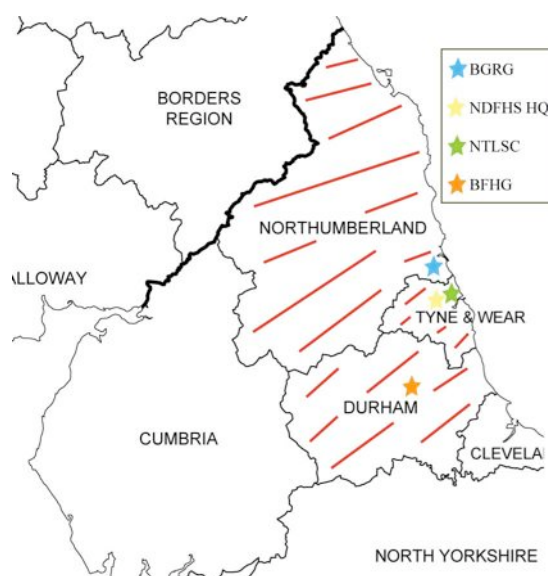 BGRG
NDFHS HQ
NTLSC
BFHG
BORDERS
REGION
NORTHUMBERLAND
ALLOWAY
TYNE & WEAR
DURHAM
CUMBRIA
CLEVELA
NORTH YORKSHIRE